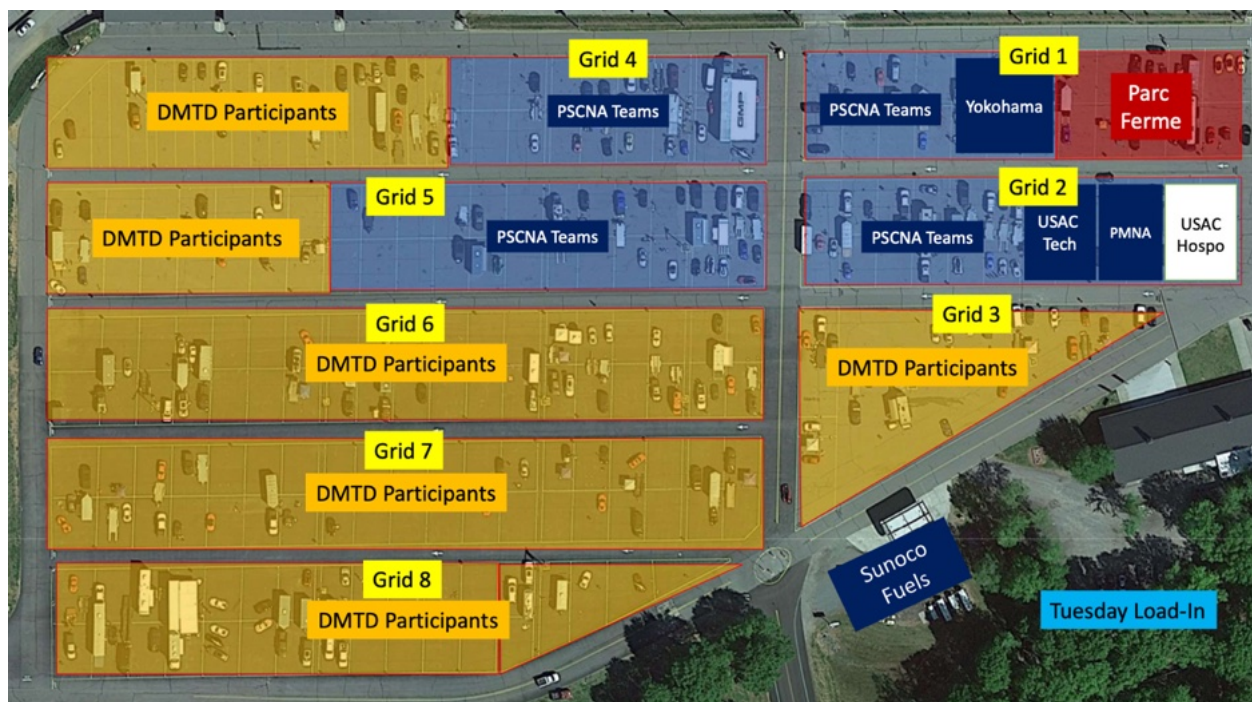 Grid 4
Grid 1
DMTD Participants
PSCNA Teams
GMP
PSCNA Teams
Yokohama
Parc
Ferme
Grid 5
Grid 2
DMTD Participants
PSCNA Teams
PSCNA Teams
USAC
Tech
PMNA
USAC
Hospo
Grid 6
DMTD Participants
Grid 3
DMTD Participants
Grid 7
DMTD Participants
Grid 8
DMTD Participants
Sunoco
Fuels
Tuesday Load-In